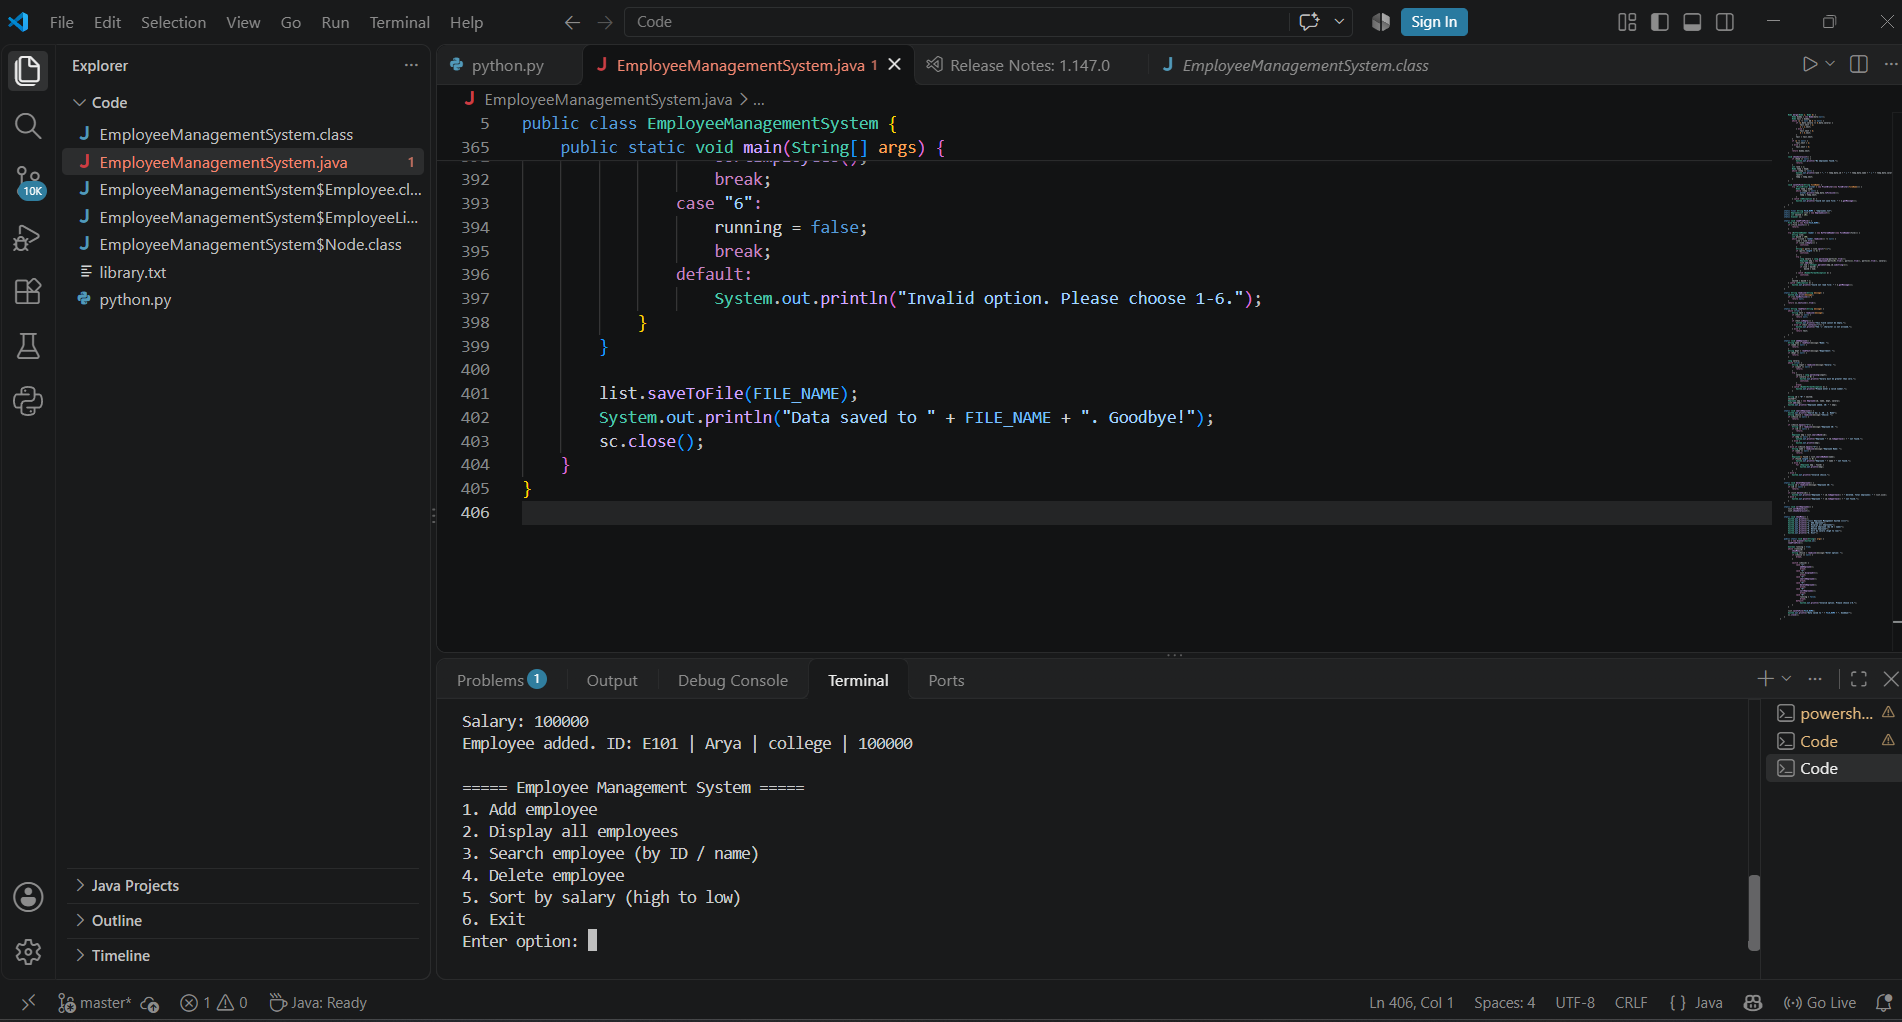 File Edit Selection View Go Run Terminal Help
Code
Sign In
Explorer
Code
EmployeeManagementSystem.class
EmployeeManagementSystem.java 1
EmployeeManagementSystem$Employee.cl...
EmployeeManagementSystem$EmployeeLi...
EmployeeManagementSystem$Node.class
library.txt
python.py
10K
Java Projects
Outline
Timeline
python.py
EmployeeManagementSystem.java 1
Release Notes: 1.147.0
EmployeeManagementSystem.class
EmployeeManagementSystem.java > ...
5 public class EmployeeManagementSystem {
365 public static void main(String[] args) {
392 break;
393 case "6":
394 running = false;
395 break;
396 default:
397 System.out.println("Invalid option. Please choose 1-6.");
398 }
399 }
400
401 list.saveToFile(FILE_NAME);
402 System.out.println("Data saved to " + FILE_NAME + ". Goodbye!");
403 sc.close();
404 }
405 }
406
Problems 1 Output Debug Console Terminal Ports
Salary: 100000
Employee added. ID: E101 | Arya | college | 100000
===== Employee Management System =====
1. Add employee
2. Display all employees
3. Search employee (by ID / name)
4. Delete employee
5. Sort by salary (high to low)
6. Exit
Enter option:
powersh...
Code
Code
master* 1 0 Java: Ready
Ln 406, Col 1 Spaces: 4 UTF-8 CRLF { } Java Go Live